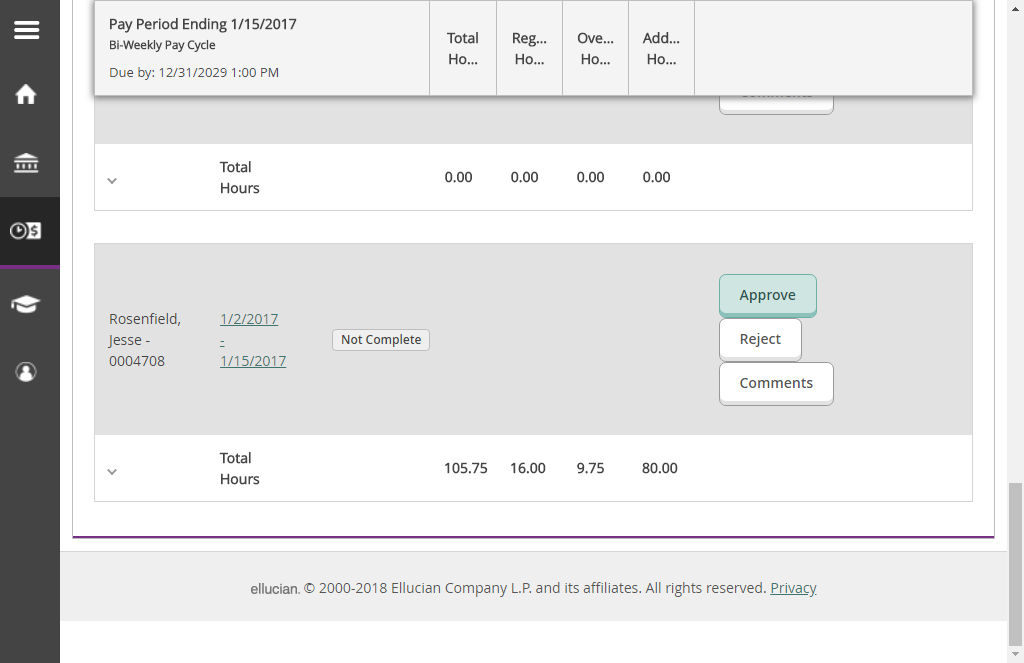 Pay Period Ending 1/15/2017
Bi-Weekly Pay Cycle
Due by: 12/31/2029 1:00 PM
Total Ho...
Reg... Ho...
Ove... Ho...
Add... Ho...
Total Hours
0.00 0.00 0.00 0.00
Rosenfield,
Jesse -
0004708
1/2/2017
-
1/15/2017
Not Complete
Approve
Reject
Comments
Total Hours
105.75 16.00 9.75 80.00
ellucian. © 2000-2018 Ellucian Company L.P. and its affiliates. All rights reserved. Privacy